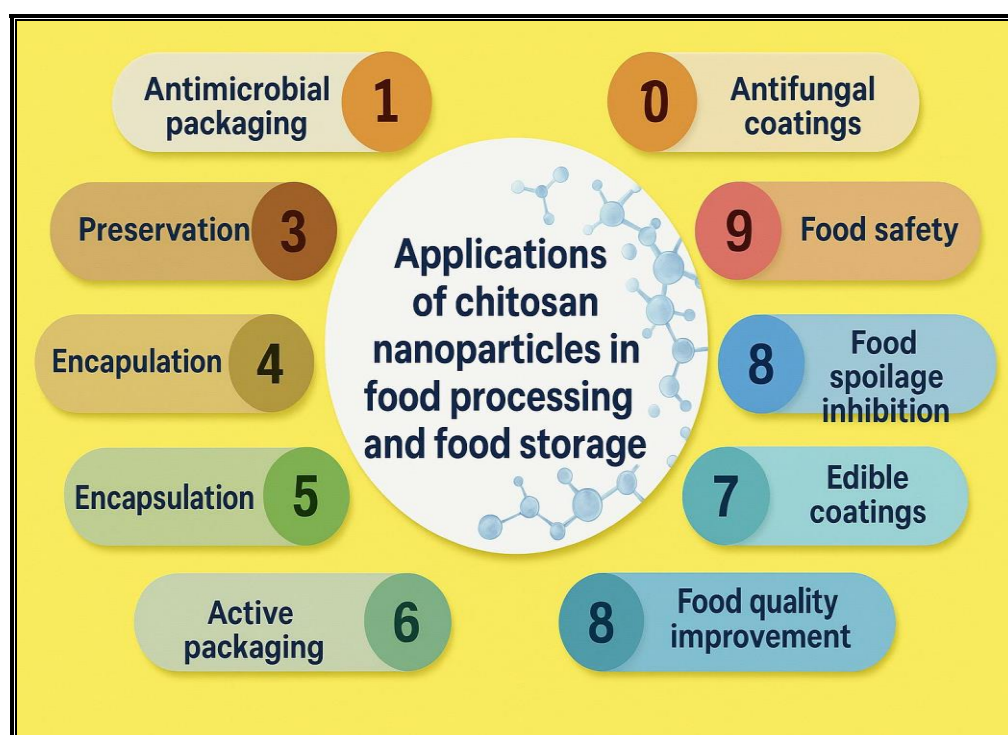 Antimicrobial
packaging
1
Preservation
3
Encapulation
4
Encapsulation
5
Active
packaging
6
Applications
of chitosan
nanoparticles in
food processing
and food storage
0
Antifungal
coatings
9
Food safety
8
Food
spoilage
inhibition
7
Edible
coatings
8
Food quality
improvement